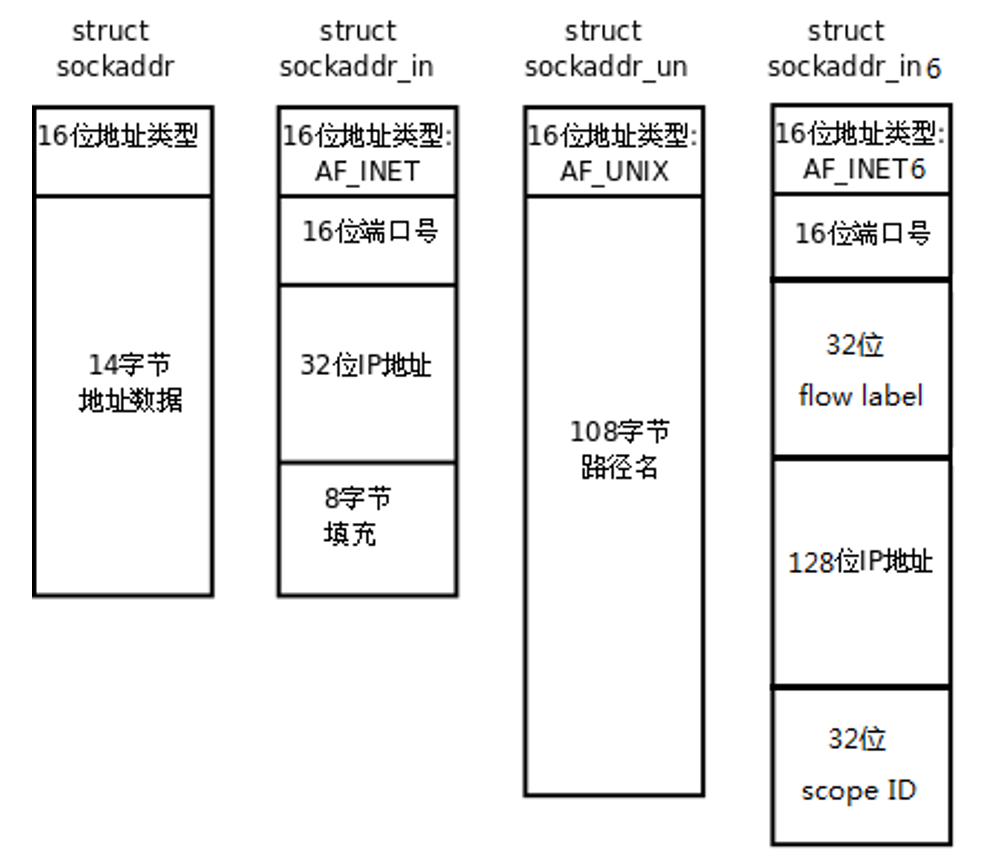 struct
sockaddr
16位地址类型
14字节
地址数据
struct
sockaddr_in
16位地址类型:
AF_INET
16位端口号
32位IP地址
8字节
填充
struct
sockaddr_un
16位地址类型:
AF_UNIX
108字节
路径名
struct
sockaddr_in6
16位地址类型:
AF_INET6
16位端口号
32位
flow label
128位IP地址
32位
scope ID